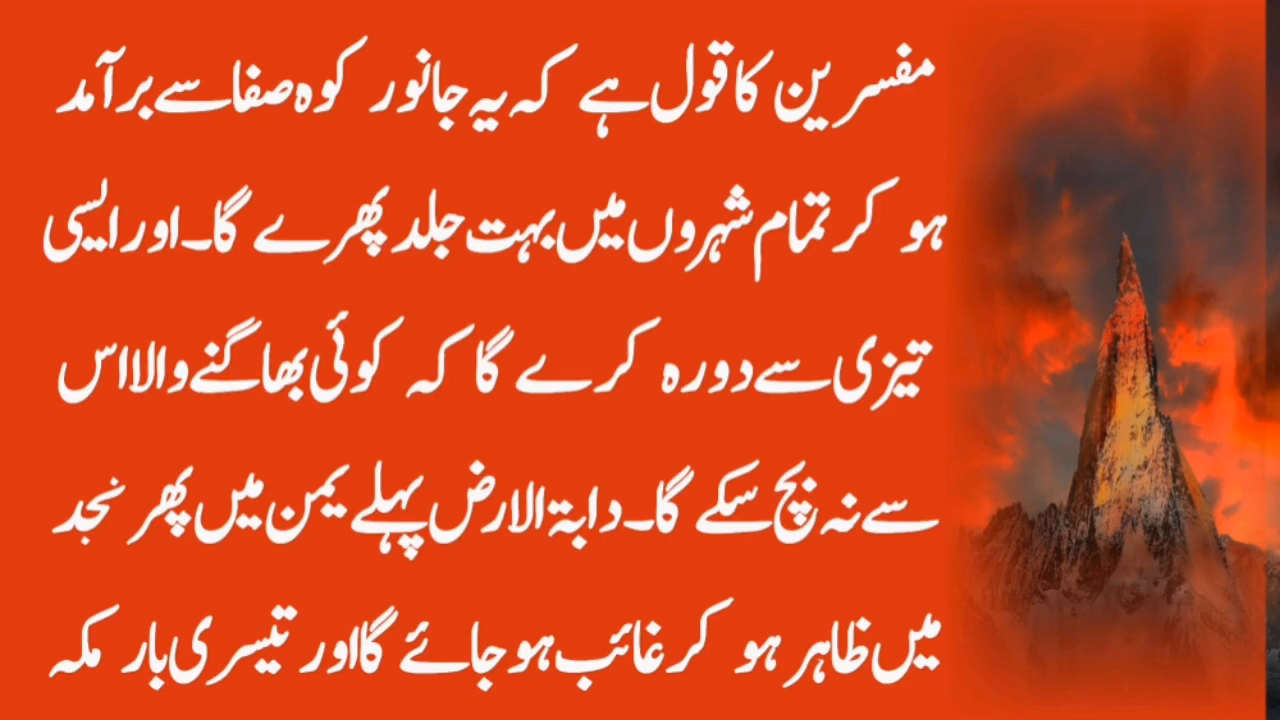 مفسرین کا قول ہے کہ یہ جانور کوہ صفا سے برآمد
ہو کر تمام شہروں میں بہت جلد پھرے گا۔ اور ایسی
تیزی سے دورہ کرے گا کہ کوئی بھاگنے والا اس
سے نہ بچ سکے گا۔ دابۃ الارض پہلے یمن میں پھر نجد
میں ظاہر ہو کر غائب ہو جائے گا اور تیسری بار مکہ